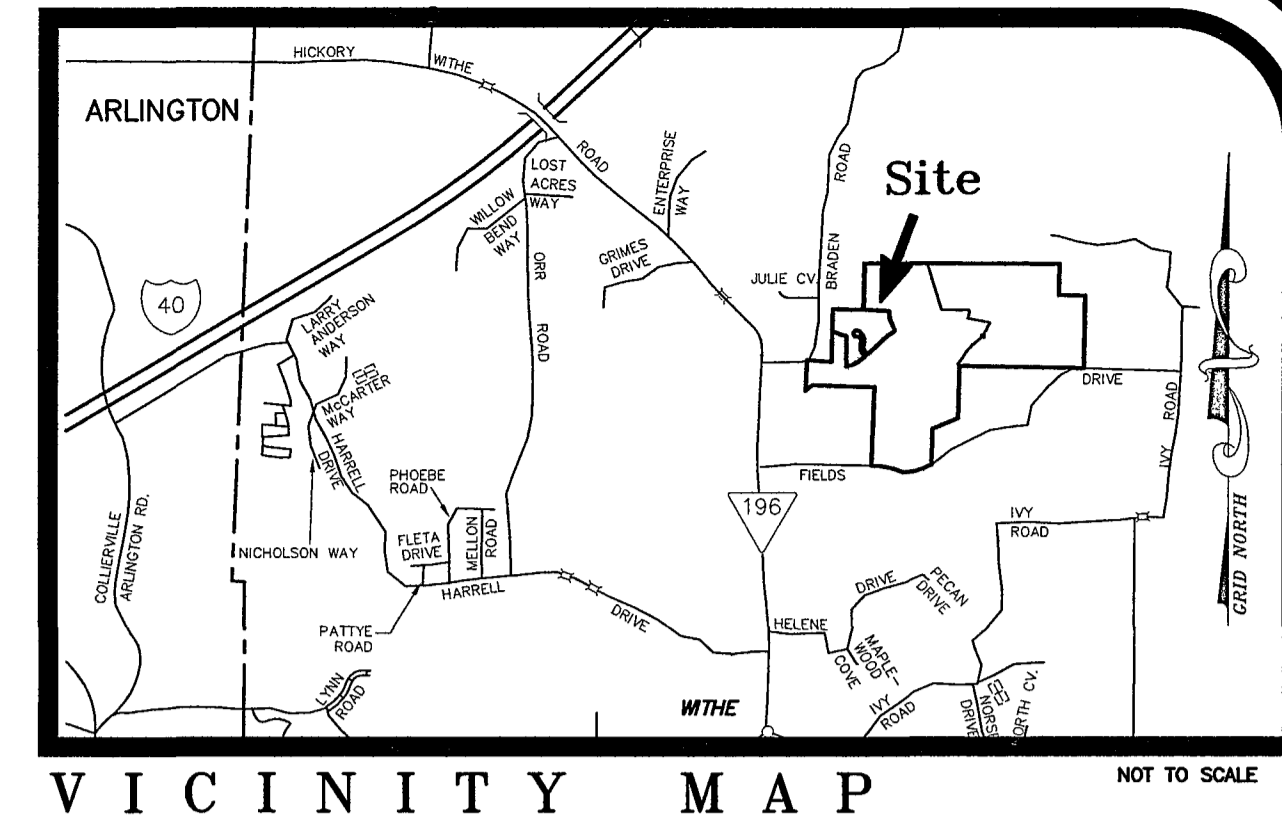 HICKORY
WITHE
ROAD
ARLINGTON
40
LOST
ACRES
WAY
WILLOW
BEND
WAY
ORR
ROAD
ENTERPRISE
WAY
GRIMES
DRIVE
BRADEN
ROAD
JULIE CV.
Site
LARRY
ANDERSON
WAY
McCARTER
WAY
HARRELL
DRIVE
NICHOLSON WAY
COLLIERVILLE
ARLINGTON RD.
PHOEBE
ROAD
FLETA
DRIVE
MELLON
ROAD
HARRELL
DRIVE
PATTYE
ROAD
LYNN
ROAD
DRIVE
FIELDS
196
IVY
ROAD
IVY
ROAD
GRID NORTH
HELENE
COVE
MAPLE-
WOOD
DRIVE
PECAN
DRIVE
IVY
ROAD
NORSE
DRIVE
ORTH CV.
WITHE
VICINITY MAP
NOT TO SCALE